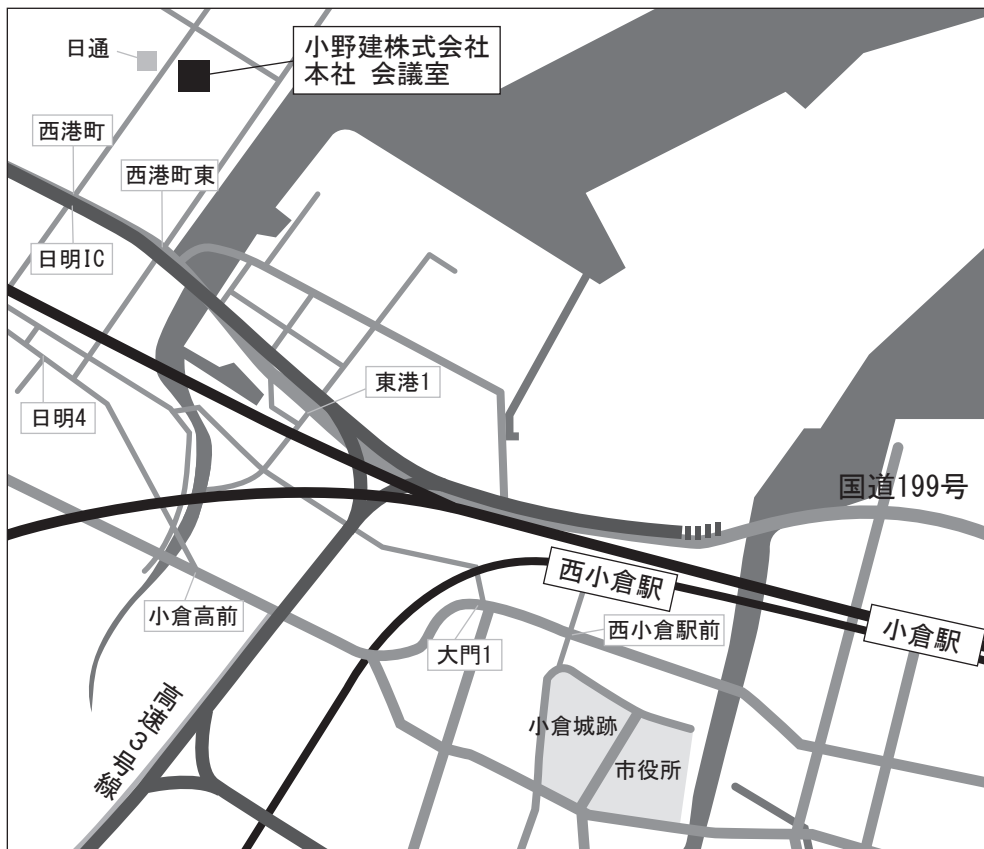 日通
小野建株式会社
本社 会議室
西港町
西港町東
日明IC
東港1
日明4
国道199号
西小倉駅
小倉高前
西小倉駅前
小倉駅
大門1
高速3号線
小倉城跡
市役所